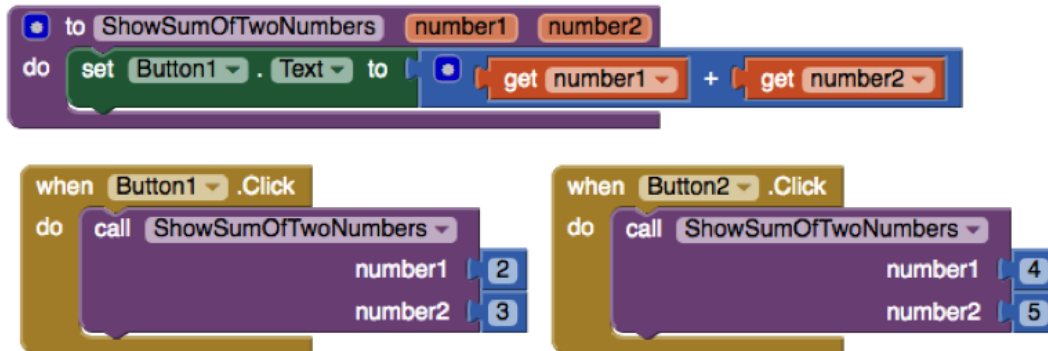 to ShowSumOfTwoNumbers number1 number2
do set Button1 . Text to get number1 + get number2
when Button1 .Click
do call ShowSumOfTwoNumbers
number1 2
number2 3
when Button2 .Click
do call ShowSumOfTwoNumbers
number1 4
number2 5